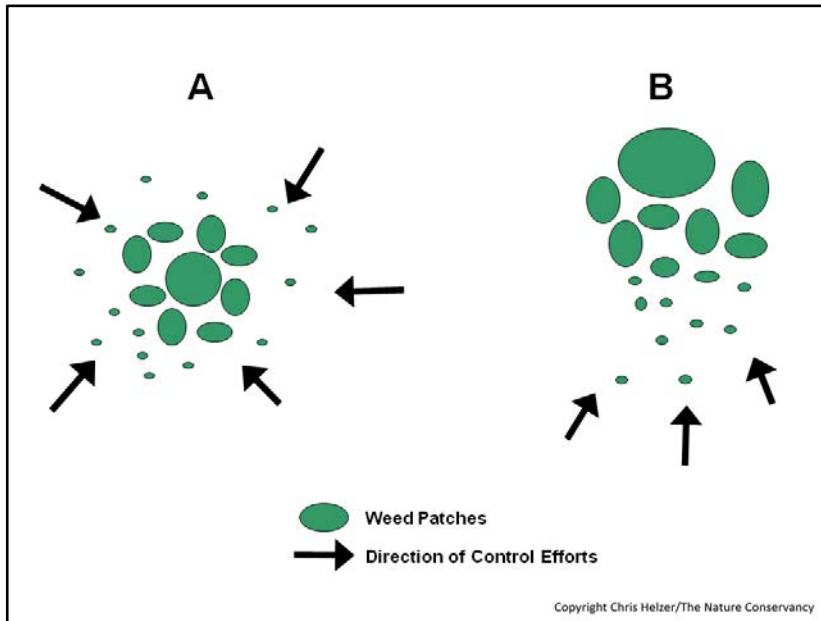 A
B
Weed Patches
Direction of Control Efforts
Copyright Chris Helzer/The Nature Conservancy